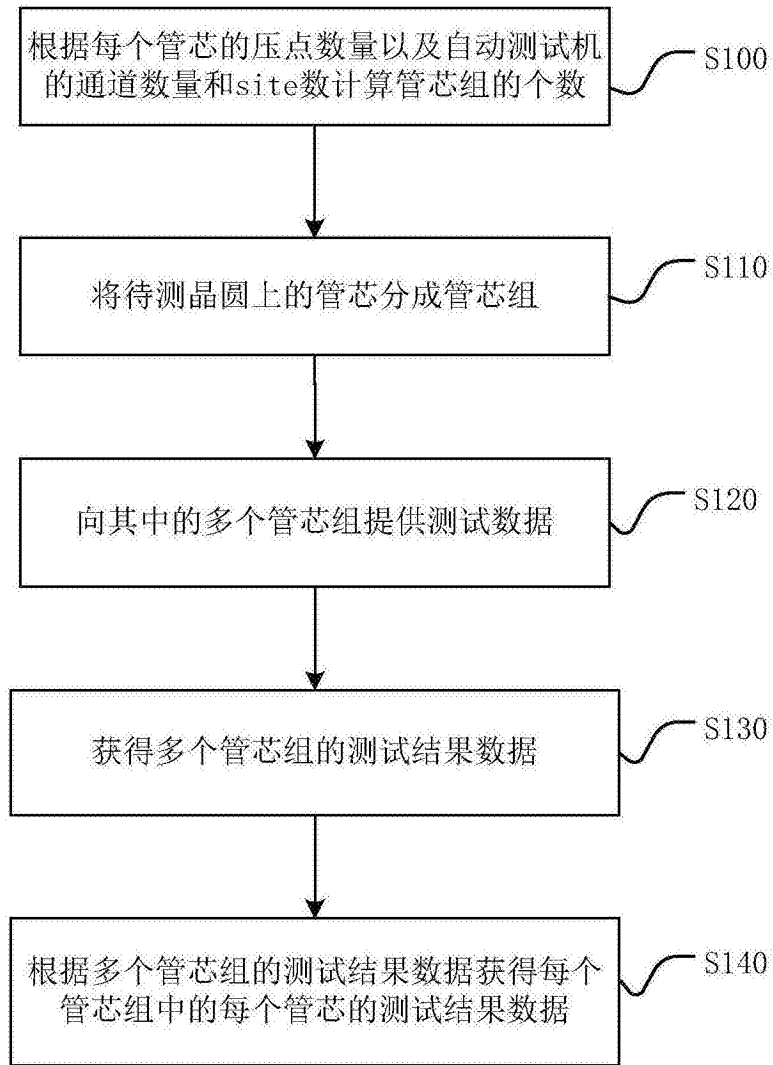 根据每个管芯的压点数量以及自动测试机
的通道数量和site数计算管芯组的个数
S100
将待测晶圆上的管芯分成管芯组
S110
向其中的多个管芯组提供测试数据
S120
获得多个管芯组的测试结果数据
S130
根据多个管芯组的测试结果数据获得每个
管芯组中的每个管芯的测试结果数据
S140